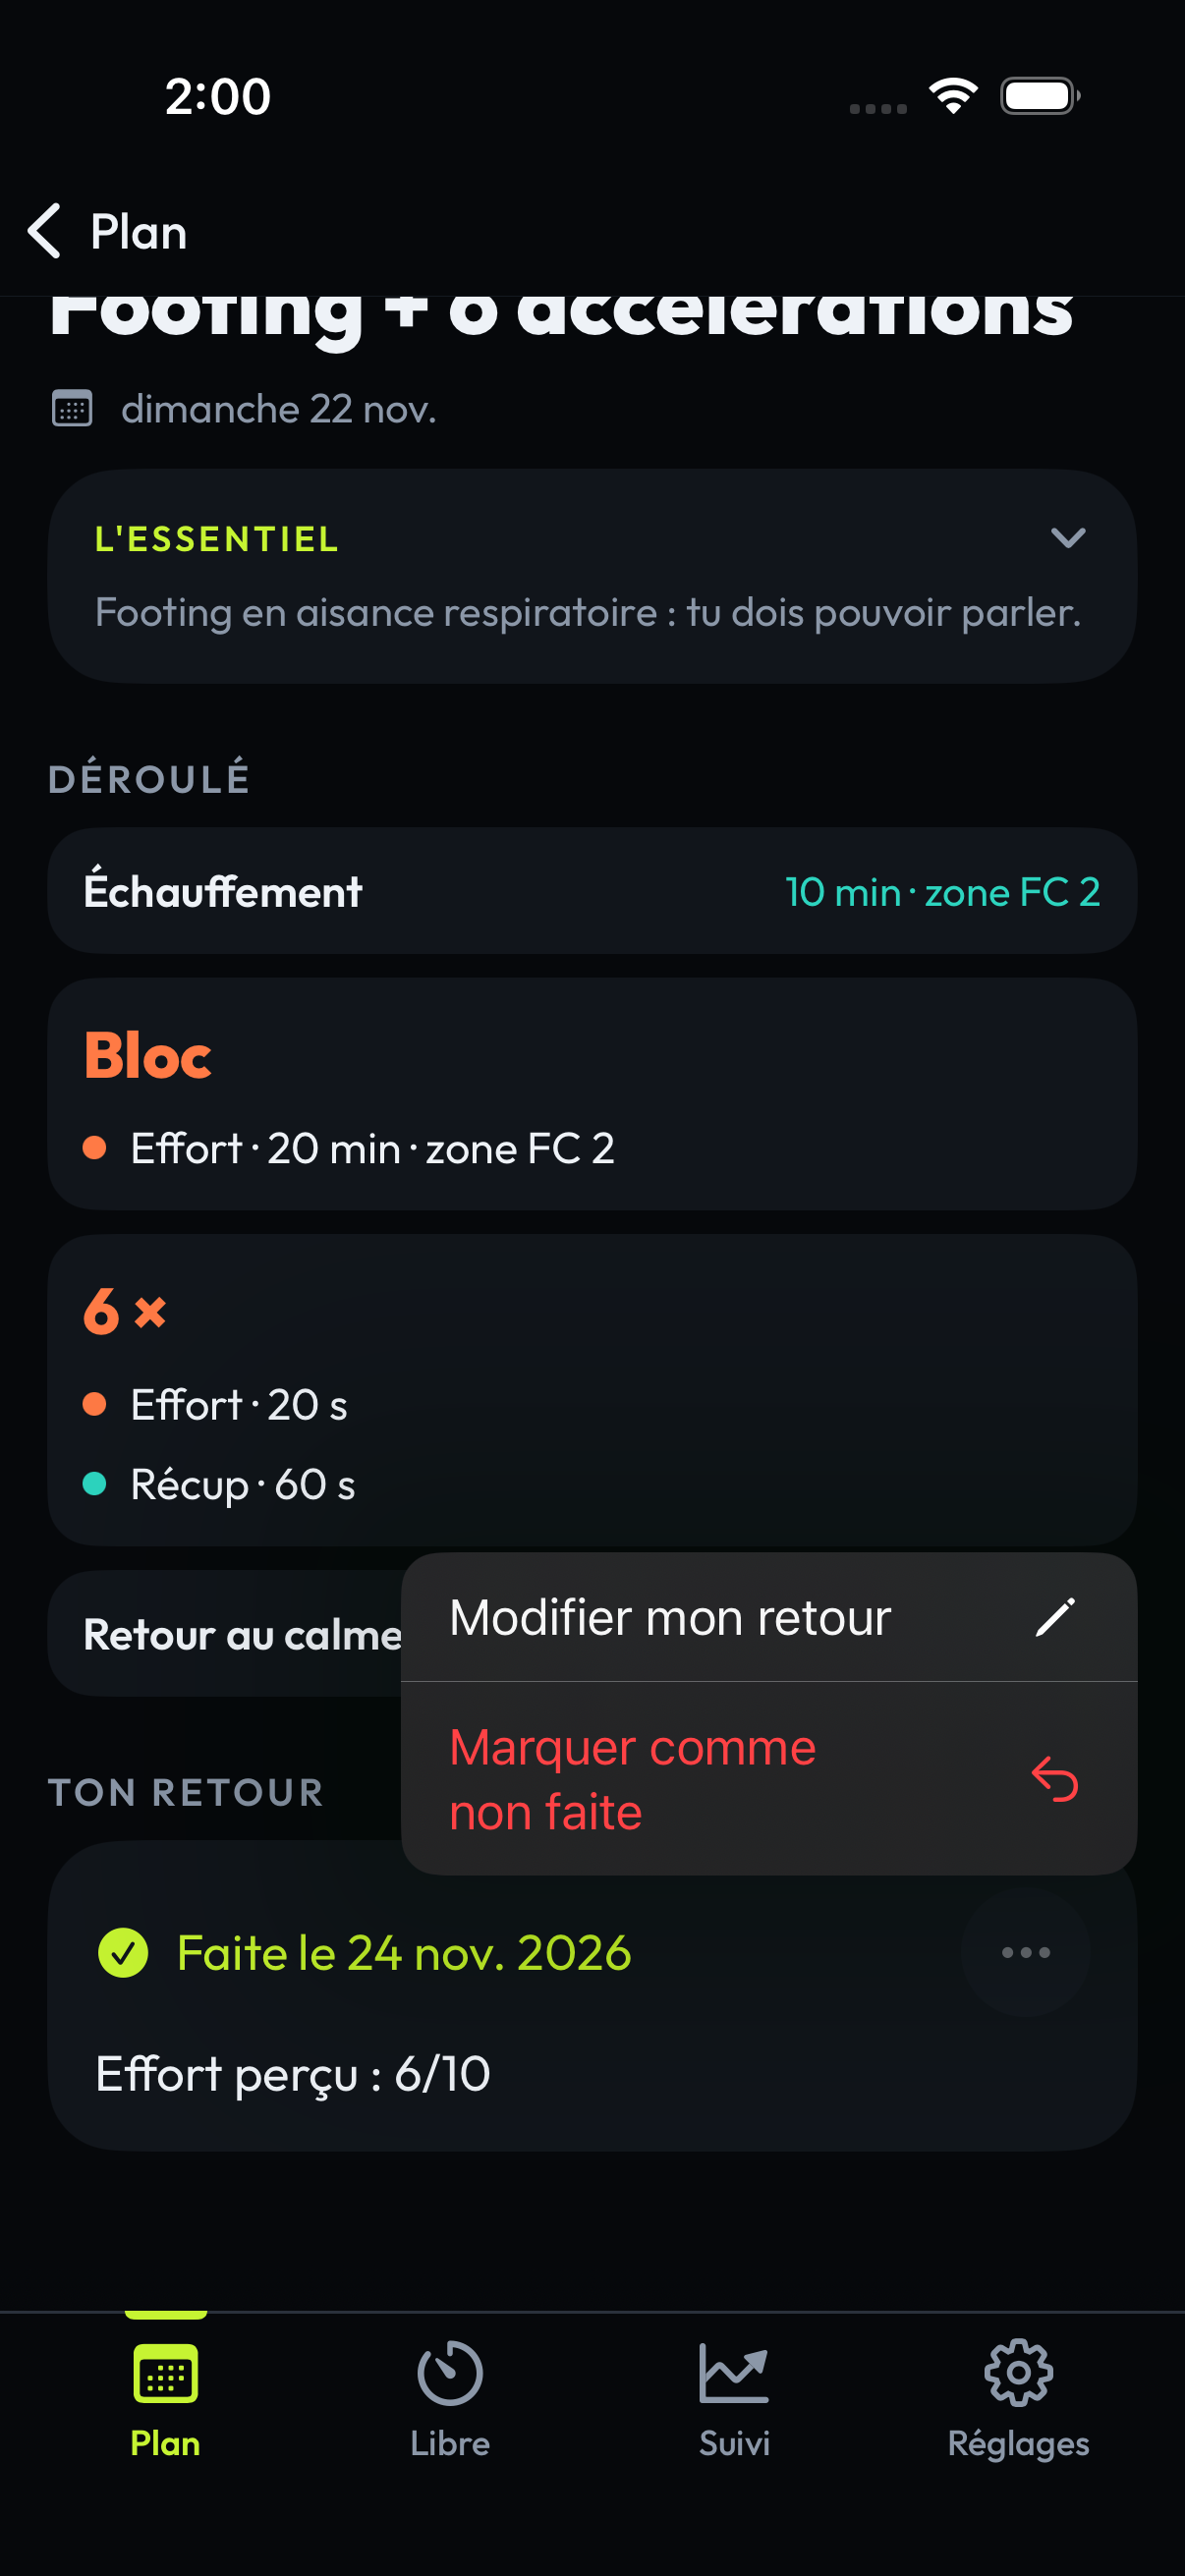 2:00
Plan
Footing + 6 accélérations
dimanche 22 nov.
L'ESSENTIEL
Footing en aisance respiratoire : tu dois pouvoir parler.
DÉROULÉ
Échauffement
10 min · zone FC 2
Bloc
Effort · 20 min · zone FC 2
6 ×
Effort · 20 s
Récup · 60 s
Retour au calme
Modifier mon retour
Marquer comme
non faite
TON RETOUR
Faite le 24 nov. 2026
Effort perçu : 6/10
Plan
Libre
Suivi
Réglages